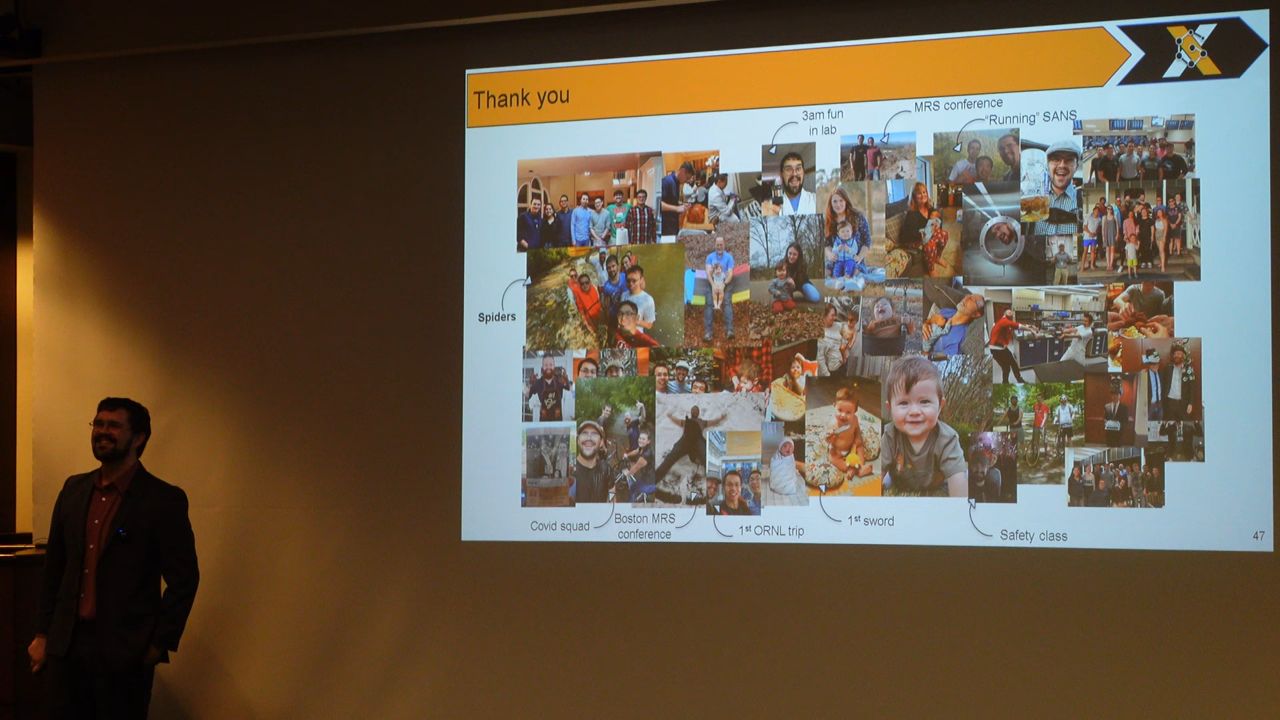 Thank you
3am fun
in lab
MRS conference
"Running" SANS
Spiders
Covid squad
Boston MRS
conference
1st ORNL trip
1st sword
Safety class
47